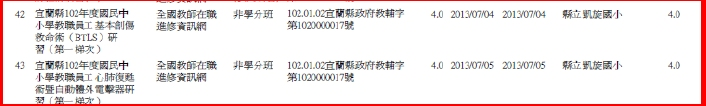 42 宜蘭縣102年度國民中 全國教師在職 非學分班 102.01.02宜蘭縣政府教輔字 4.0 2013/07/04 2013/07/04 縣立凱旋國小 4.0
小學教職員工基本創傷 進修資訊網 第1020000017號
救命術（BTLS）研
習（第一梯次）
43 宜蘭縣102年度國民中 全國教師在職 非學分班 102.01.02宜蘭縣政府教輔字 4.0 2013/07/05 2013/07/05 縣立凱旋國小 4.0
小學教職員工心肺復甦 進修資訊網 第1020000017號
術暨自動體外電擊器研
習（第一梯次）